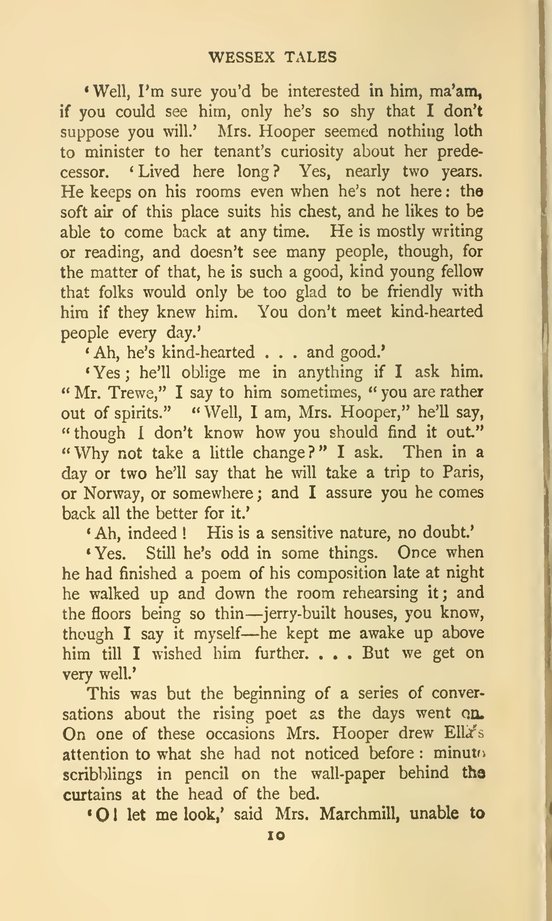 WESSEX TALES
‘Well, I'm sure you'd be interested in him, ma'am,
if you could see him, only he's so shy that I don't
suppose you will.’ Mrs. Hooper seemed nothing loth
to minister to her tenant's curiosity about her prede-
cessor. ‘Lived here long? Yes, nearly two years.
He keeps on his rooms even when he's not here: the
soft air of this place suits his chest, and he likes to be
able to come back at any time. He is mostly writing
or reading, and doesn't see many people, though, for
the matter of that, he is such a good, kind young fellow
that folks would only be too glad to be friendly with
him if they knew him. You don't meet kind-hearted
people every day.’
‘Ah, he's kind-hearted . . . and good.’
‘Yes; he'll oblige me in anything if I ask him.
“Mr. Trewe,” I say to him sometimes, “you are rather
out of spirits.” “Well, I am, Mrs. Hooper,” he'll say,
“though I don't know how you should find it out.”
“Why not take a little change?” I ask. Then in a
day or two he'll say that he will take a trip to Paris,
or Norway, or somewhere; and I assure you he comes
back all the better for it.’
‘Ah, indeed! His is a sensitive nature, no doubt.’
‘Yes. Still he's odd in some things. Once when
he had finished a poem of his composition late at night
he walked up and down the room rehearsing it; and
the floors being so thin—jerry-built houses, you know,
though I say it myself—he kept me awake up above
him till I wished him further. . . . But we get on
very well.’
This was but the beginning of a series of conver-
sations about the rising poet as the days went on.
On one of these occasions Mrs. Hooper drew Ella's
attention to what she had not noticed before: minute
scribblings in pencil on the wall-paper behind the
curtains at the head of the bed.
‘O! let me look,’ said Mrs. Marchmill, unable to
10